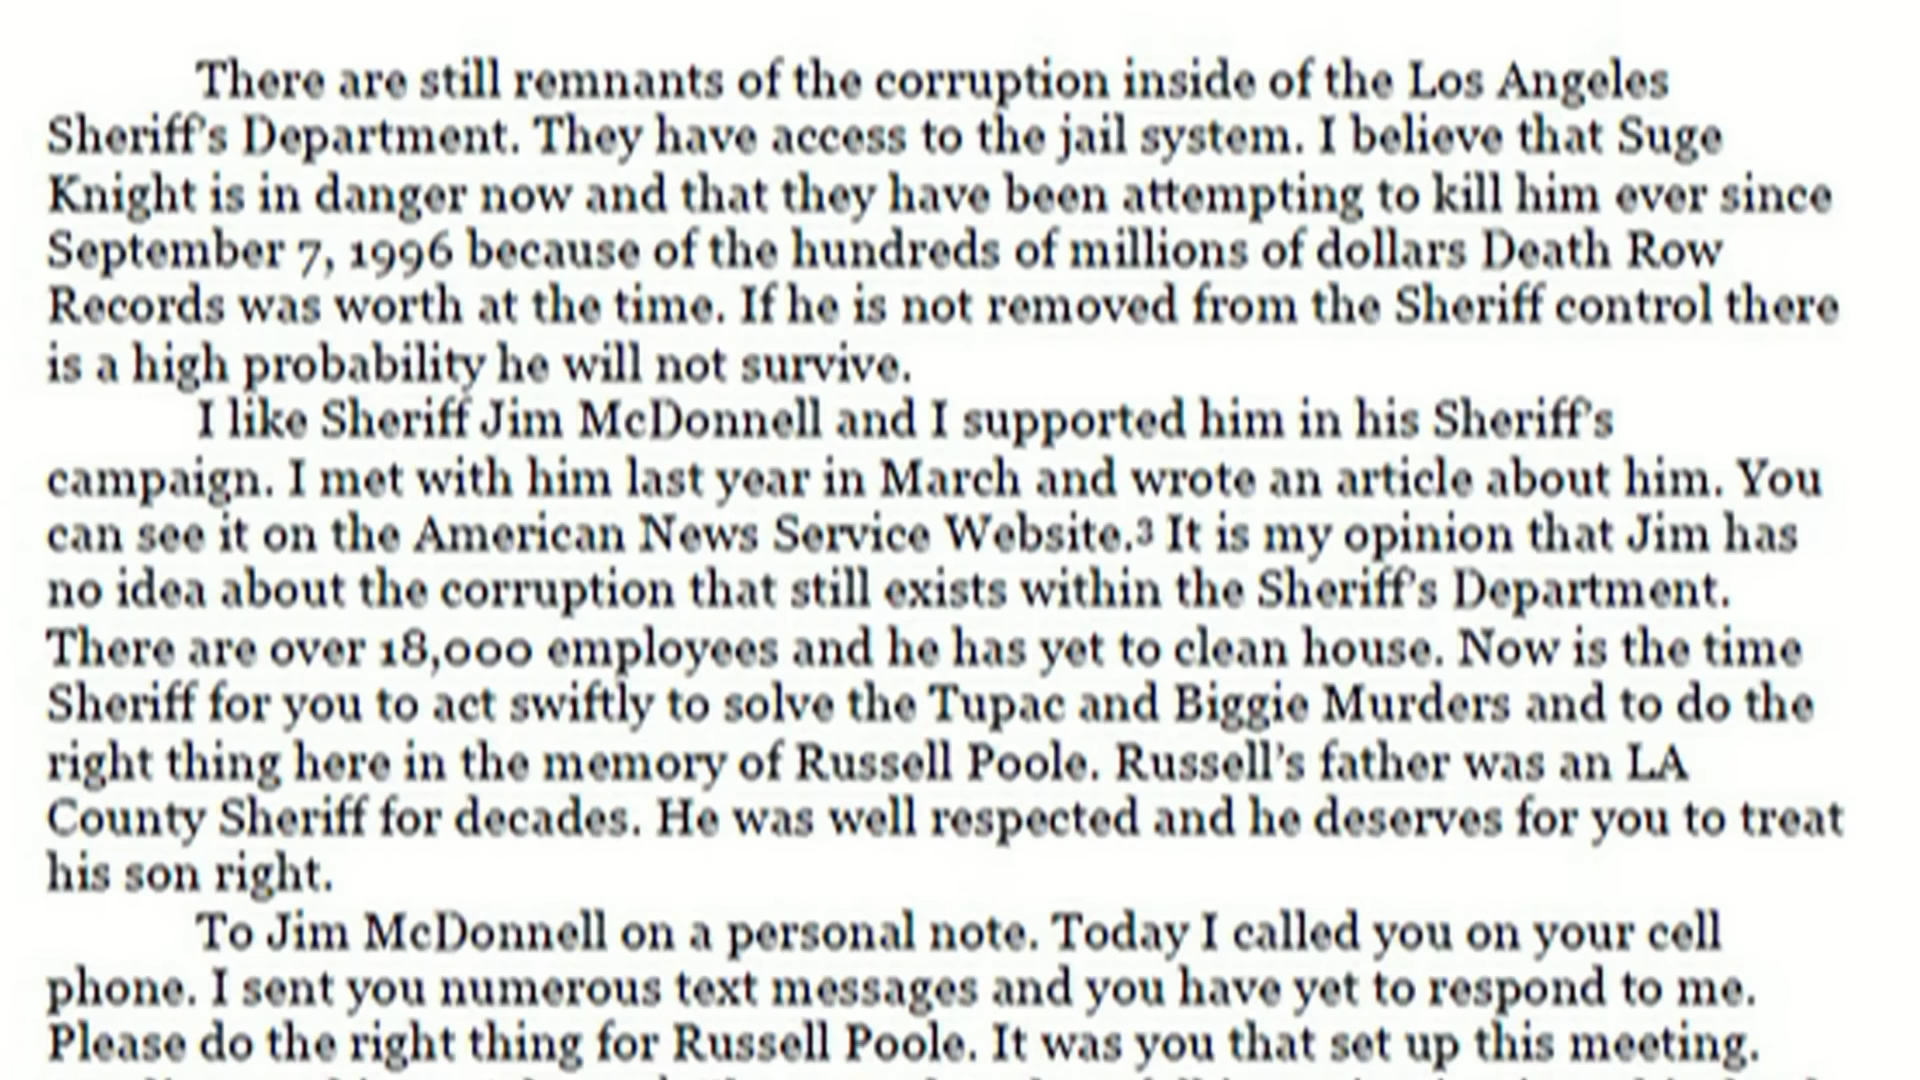 There are still remnants of the corruption inside of the Los Angeles
Sheriff's Department. They have access to the jail system. I believe that Suge
Knight is in danger now and that they have been attempting to kill him ever since
September 7, 1996 because of the hundreds of millions of dollars Death Row
Records was worth at the time. If he is not removed from the Sheriff control there
is a high probability he will not survive.
I like Sheriff Jim McDonnell and I supported him in his Sheriff's
campaign. I met with him last year in March and wrote an article about him. You
can see it on the American News Service Website.3 It is my opinion that Jim has
no idea about the corruption that still exists within the Sheriff's Department.
There are over 18,000 employees and he has yet to clean house. Now is the time
Sheriff for you to act swiftly to solve the Tupac and Biggie Murders and to do the
right thing here in the memory of Russell Poole. Russell's father was an LA
County Sheriff for decades. He was well respected and he deserves for you to treat
his son right.
To Jim McDonnell on a personal note. Today I called you on your cell
phone. I sent you numerous text messages and you have yet to respond to me.
Please do the right thing for Russell Poole. It was you that set up this meeting.